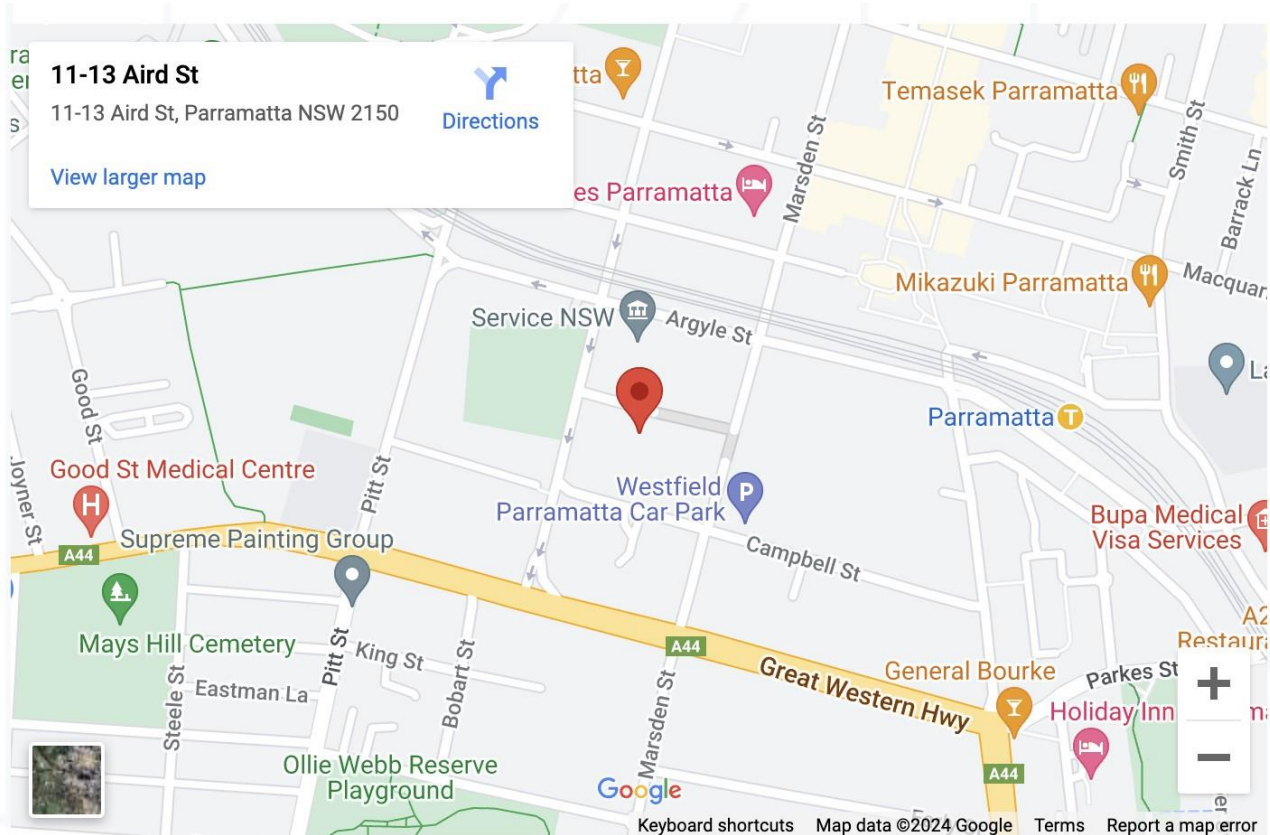 11-13 Aird St
11-13 Aird St, Parramatta NSW 2150
Directions
View larger map
Temasek Parramatta
Smith St
Marsden St
Barrack Ln
Parramatta
Mikazuki Parramatta
Service NSW
Argyle St
Parramatta T
Good St
Pitt St
Good St Medical Centre
H
Westfield
Parramatta Car Park
P
Bupa Medical
Visa Services
Joyner St
A44
Supreme Painting Group
Campbell St
Mays Hill Cemetery
King St
Pitt St
Bobart St
A44
Great Western Hwy
General Bourke
Parkes St
Eastman La
Steele St
Marsden St
Holiday Inn
+
−
Ollie Webb Reserve
Playground
A44
Google
Keyboard shortcuts
Map data ©2024 Google
Terms
Report a map error